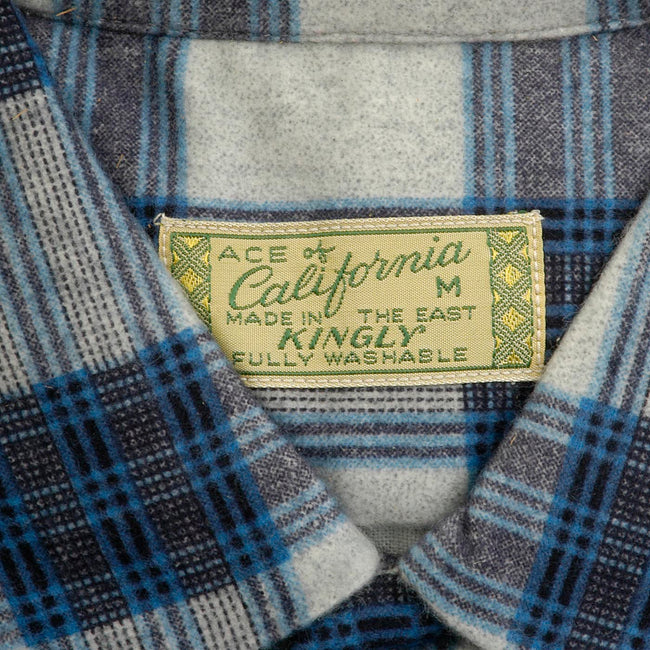 ACE of
California
M
MADE IN THE EAST
KINGLY
FULLY WASHABLE